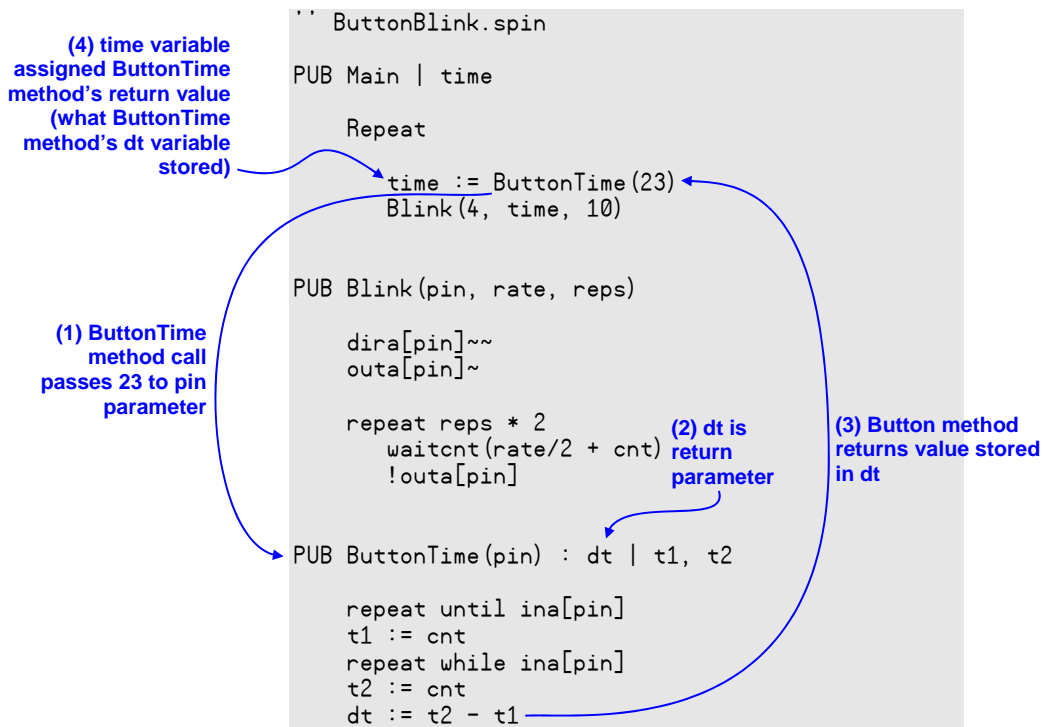 '' ButtonBlink.spin
PUB Main | time
Repeat
time := ButtonTime(23)
Blink(4, time, 10)
PUB Blink(pin, rate, reps)
dira[pin]~~
outa[pin]~
repeat reps * 2
waitcnt(rate/2 + cnt)
!outa[pin]
PUB ButtonTime(pin) : dt | t1, t2
repeat until ina[pin]
t1 := cnt
repeat while ina[pin]
t2 := cnt
dt := t2 - t1
(4) time variable
assigned ButtonTime
method’s return value
(what ButtonTime
method’s dt variable
stored)
(1) ButtonTime
method call
passes 23 to pin
parameter
(2) dt is
return
parameter
(3) Button method
returns value stored
in dt